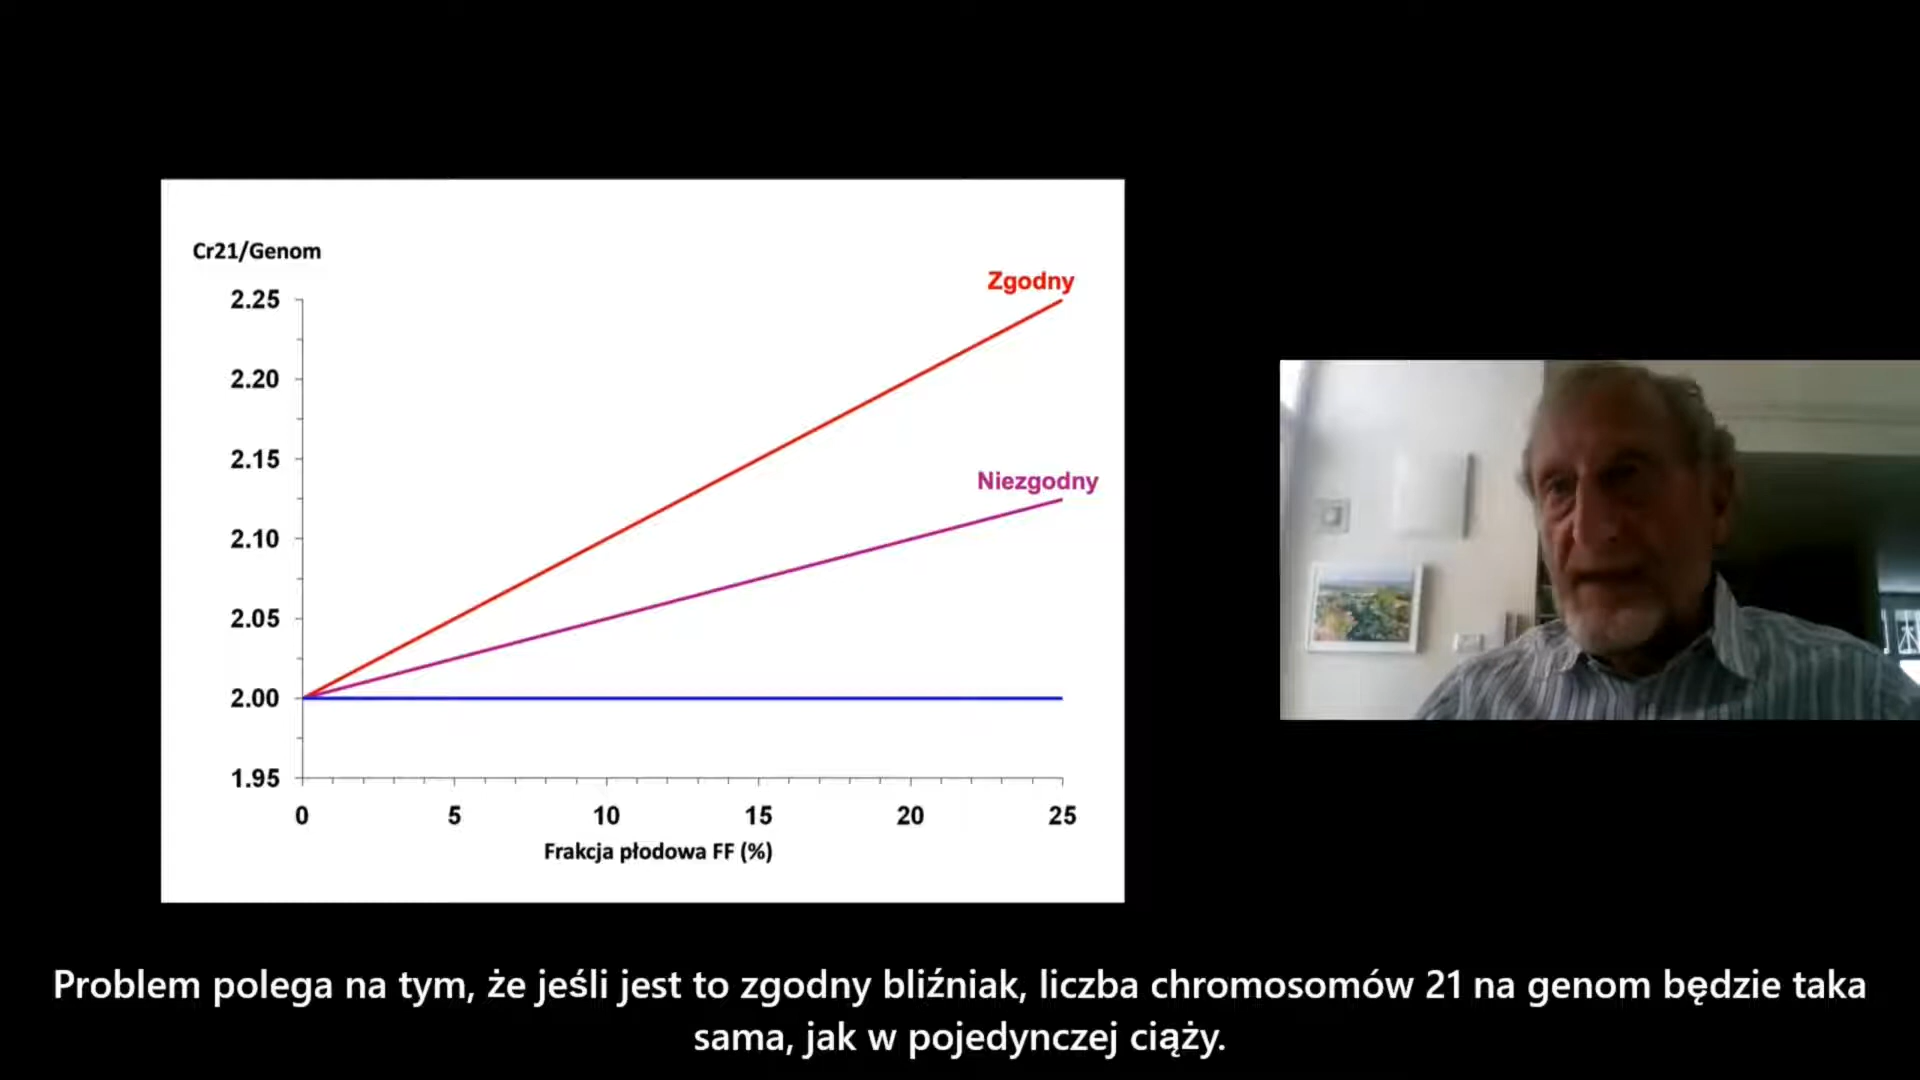 Cr21/Genom
Zgodny
2.25
2.20
2.15
Niezgodny
2.10
2.05
2.00
1.95
0 5 10 15 20 25
Frakcja płodowa FF (%)
Problem polega na tym, że jeśli jest to zgodny bliźniak, liczba chromosomów 21 na genom będzie taka
sama, jak w pojedynczej ciąży.